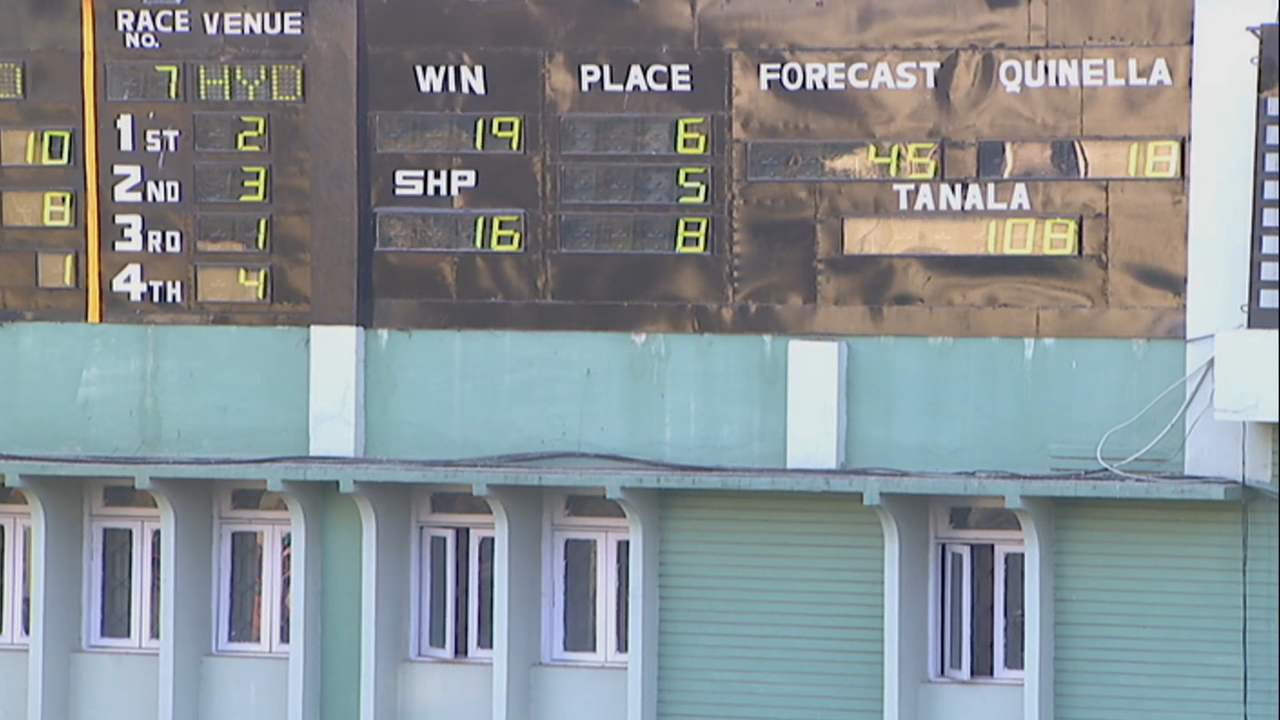 RACE VENUE
NO.
7 HYD
1ST 2
2ND 3
3RD 1
4TH 4
10
8
1
WIN
19
SHP
16
PLACE
6
5
8
FORECAST QUINELLA
45 18
TANALA
108